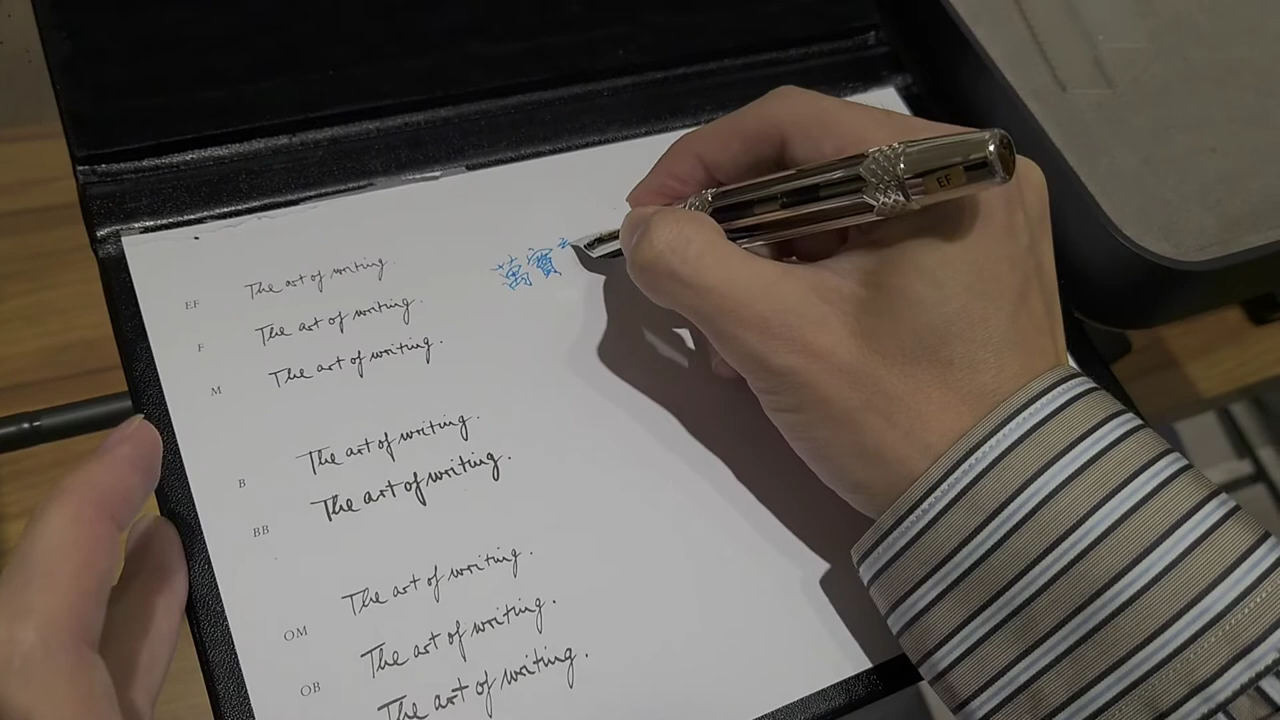 EF The art of writing.
F The art of writing.
M The art of writing.
B The art of writing.
BB The art of writing.
OM The art of writing.
OB The art of writing.
The art of writing.
萬寶
EF